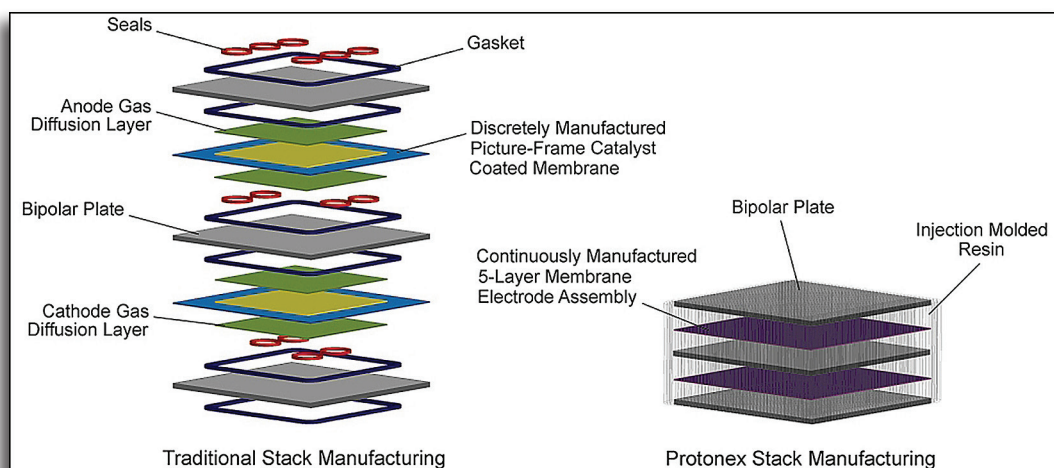 Seals
Gasket
Anode Gas
Diffusion Layer
Discretely Manufactured
Picture-Frame Catalyst
Coated Membrane
Bipolar Plate
Cathode Gas
Diffusion Layer
Traditional Stack Manufacturing
Bipolar Plate
Injection Molded
Resin
Continuously Manufactured
5-Layer Membrane
Electrode Assembly
Protonex Stack Manufacturing